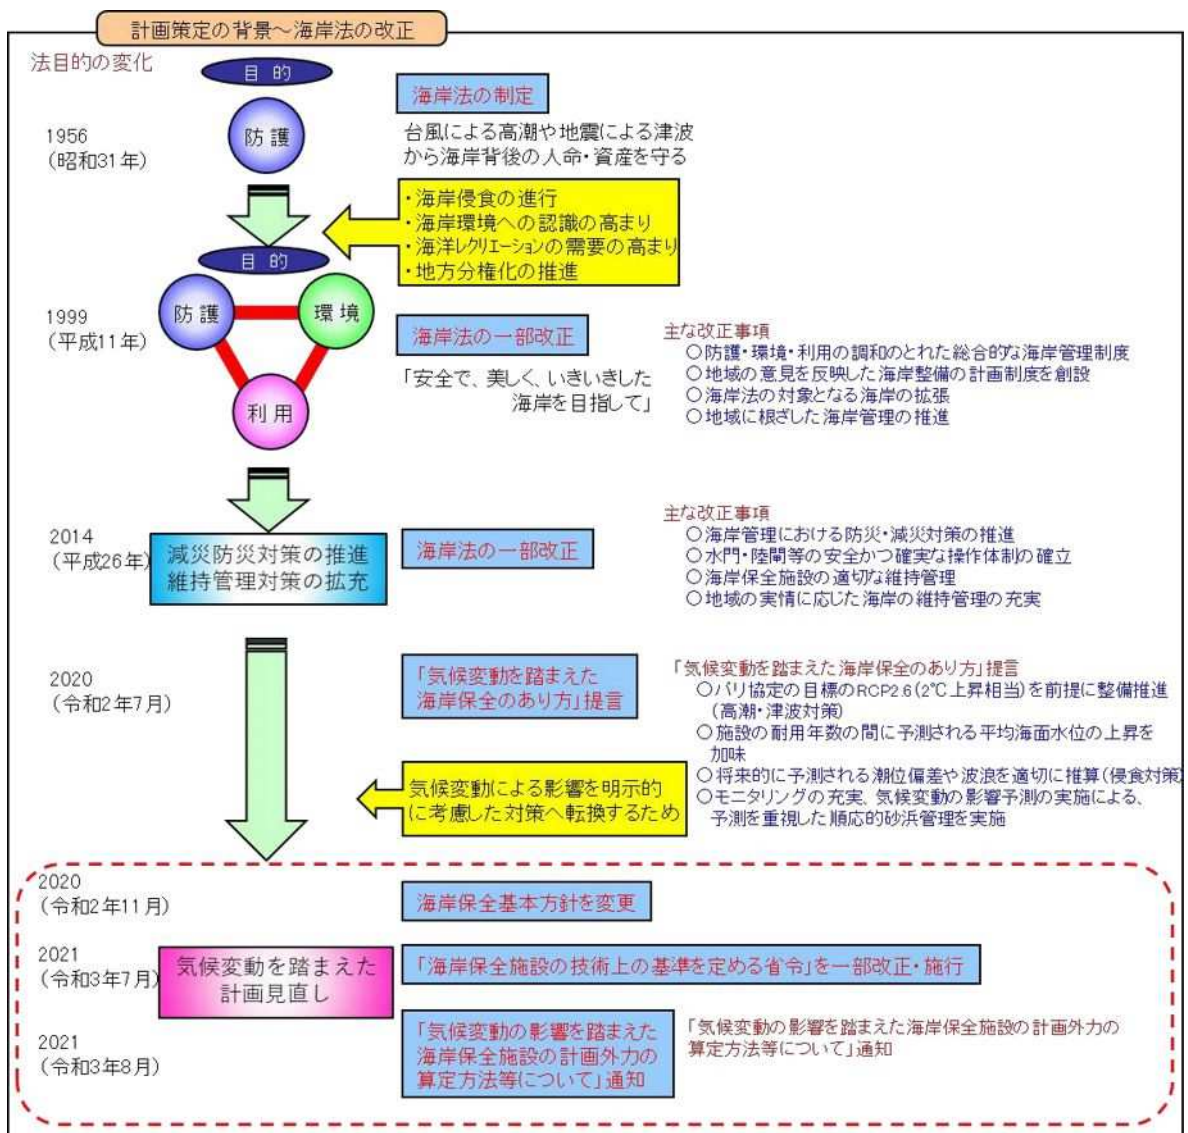 計画策定の背景～海岸法の改正
法目的の変化
目 的
防 護
1956
(昭和31年)
海岸法の制定
台風による高潮や地震による津波
から海岸背後の人命・資産を守る
・海岸侵食の進行
・海岸環境への認識の高まり
・海洋レクリエーションの需要の高まり
・地方分権化の推進
目 的
防 護
環 境
利 用
1999
(平成11年)
海岸法の一部改正
「安全で、美しく、いきいきした
海岸を目指して」
主な改正事項
○防護・環境・利用の調和のとれた総合的な海岸管理制度
○地域の意見を反映した海岸整備の計画制度を創設
○海岸法の対象となる海岸の拡張
○地域に根ざした海岸管理の推進
2014
(平成26年)
減災防災対策の推進
維持管理対策の拡充
海岸法の一部改正
主な改正事項
○海岸管理における防災・減災対策の推進
○水門・陸閘等の安全かつ確実な操作体制の確立
○海岸保全施設の適切な維持管理
○地域の実情に応じた海岸の維持管理の充実
2020
(令和2年7月)
「気候変動を踏まえた
海岸保全のあり方」提言
「気候変動を踏まえた海岸保全のあり方」提言
○パリ協定の目標のRCP2.6(2℃上昇相当)を前提に整備推進
(高潮・津波対策)
○施設の耐用年数の間に予測される平均海面水位の上昇を
加味
○将来的に予測される潮位偏差や波浪を適切に推算(侵食対策)
○モニタリングの充実、気候変動の影響予測の実施による、
予測を重視した順応的砂浜管理を実施
気候変動による影響を明示的
に考慮した対策へ転換するため
2020
(令和2年11月)
海岸保全基本方針を変更
2021
(令和3年7月)
気候変動を踏まえた
計画見直し
「海岸保全施設の技術上の基準を定める省令」を一部改正・施行
2021
(令和3年8月)
「気候変動の影響を踏まえた
海岸保全施設の計画外力の
算定方法等について」通知
「気候変動の影響を踏まえた海岸保全施設の計画外力の
算定方法等について」通知